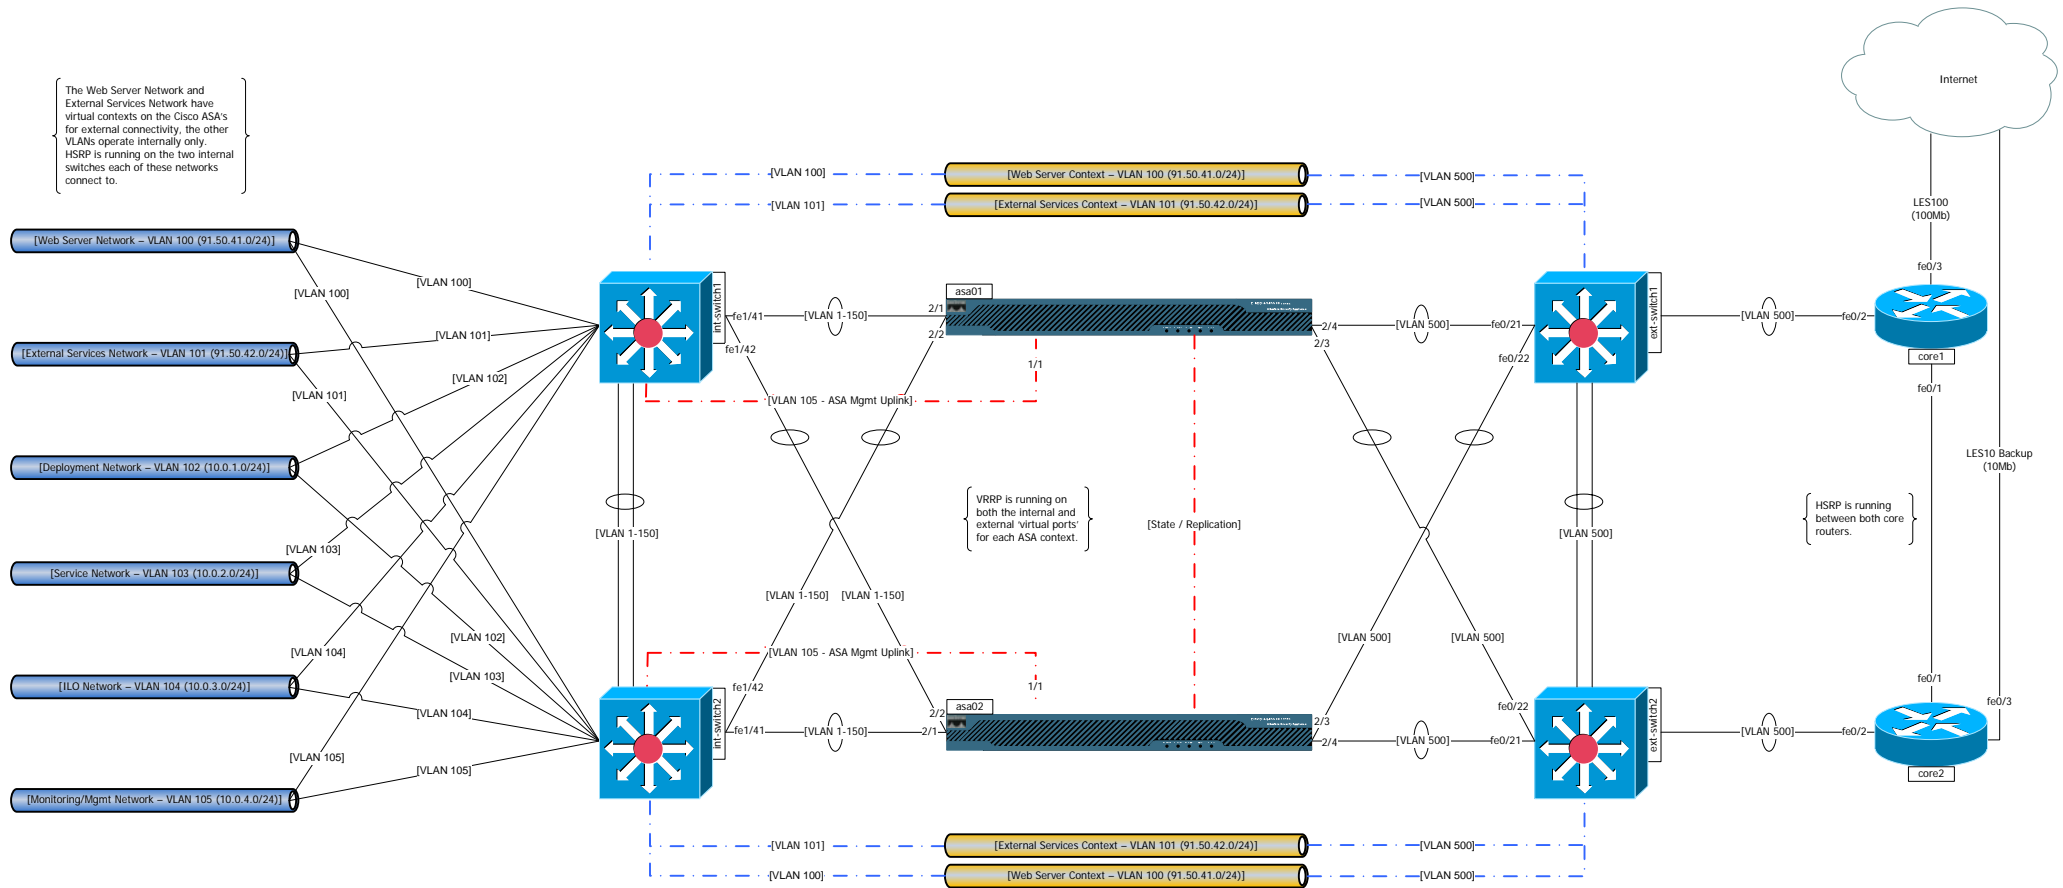 Internet
The Web Server Network and
External Services Network have
virtual contexts on the Cisco ASA's
for external connectivity, the other
VLANs operate internally only.
HSRP is running on the two internal
switches each of these networks
connect to.
[VLAN 100]
[Web Server Context – VLAN 100 (91.50.41.0/24)]
[VLAN 500]
[VLAN 101]
[External Services Context – VLAN 101 (91.50.42.0/24)]
[VLAN 500]
LES100
(100Mb)
[Web Server Network – VLAN 100 (91.50.41.0/24)]
[VLAN 100]
[VLAN 100]
fe0/3
int-switch1
asa01
ext-switch1
fe1/41
[VLAN 1-150]
2/1
2/2
2/4
2/3
[VLAN 500]
fe0/21
[VLAN 500]
fe0/2
[VLAN 101]
fe1/42
[External Services Network – VLAN 101 (91.50.42.0/24)]
fe0/22
core1
1/1
[VLAN 102]
fe0/1
[VLAN 101]
[VLAN 105 - ASA Mgmt Uplink]
[Deployment Network – VLAN 102 (10.0.1.0/24)]
LES10 Backup
(10Mb)
VRRP is running on
both the internal and
external 'virtual ports'
for each ASA context.
[State / Replication]
HSRP is running
between both core
routers.
[VLAN 1-150]
[VLAN 500]
[VLAN 103]
[Service Network – VLAN 103 (10.0.2.0/24)]
[VLAN 1-150]
[VLAN 1-150]
[VLAN 102]
[VLAN 500]
[VLAN 500]
[VLAN 104]
[VLAN 105 - ASA Mgmt Uplink]
[VLAN 103]
fe0/1
[ILO Network – VLAN 104 (10.0.3.0/24)]
fe1/42
1/1
fe0/3
[VLAN 104]
int-switch2
asa02
2/2
2/3
fe0/22
ext-switch2
fe1/41
[VLAN 1-150]
2/1
2/4
[VLAN 500]
fe0/21
[VLAN 500]
fe0/2
[VLAN 105]
[VLAN 105]
core2
[Monitoring/Mgmt Network – VLAN 105 (10.0.4.0/24)]
[VLAN 101]
[External Services Context – VLAN 101 (91.50.42.0/24)]
[VLAN 500]
[VLAN 100]
[Web Server Context – VLAN 100 (91.50.41.0/24)]
[VLAN 500]